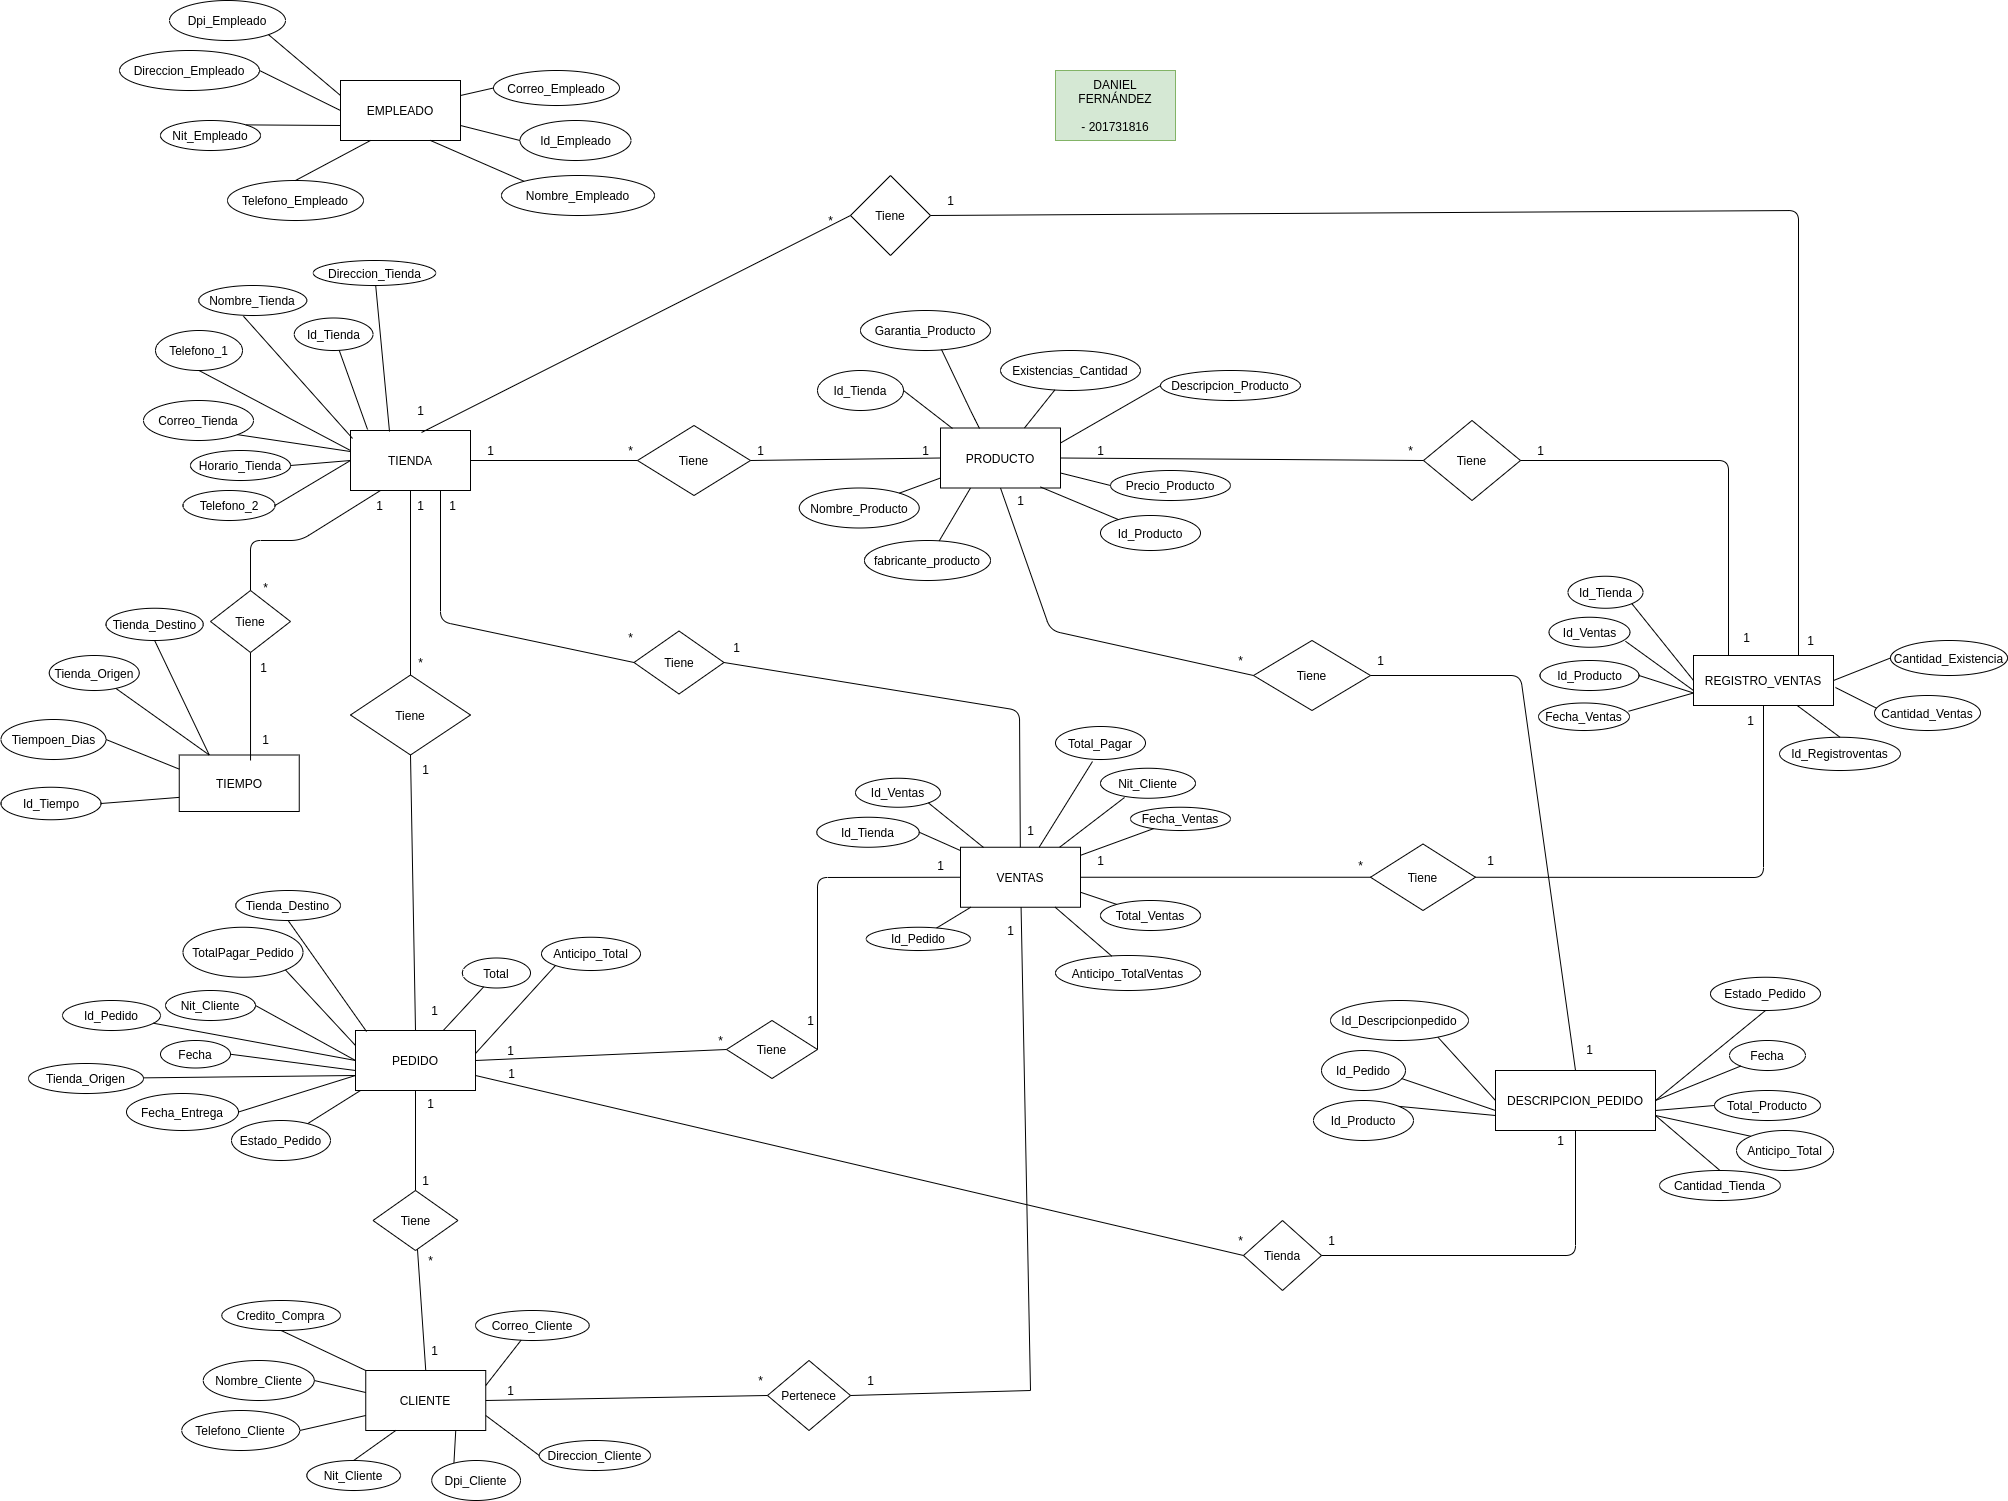 Dpi_Empleado
Direccion_Empleado
Nit_Empleado
Telefono_Empleado
EMPLEADO
Correo_Empleado
Id_Empleado
Nombre_Empleado
DANIEL
FERNÁNDEZ
- 201731816
*
Tiene
1
Direccion_Tienda
Nombre_Tienda
Id_Tienda
Telefono_1
Correo_Tienda
Horario_Tienda
Telefono_2
1
TIENDA
1
*
Tiene
1
1
Garantia_Producto
Existencias_Cantidad
Id_Tienda
Descripcion_Producto
PRODUCTO
1
Precio_Producto
Nombre_Producto
Id_Producto
fabricante_producto
1
*
Tiene
1
1
1
1
*
Tiene
1
1
Tienda_Destino
Tienda_Origen
Tiempoen_Dias
Id_Tiempo
TIEMPO
*
Tiene
1
*
Tiene
1
*
Tiene
1
1
1
Id_Tienda
Id_Ventas
Id_Producto
Fecha_Ventas
REGISTRO_VENTAS
Cantidad_Existencia
Cantidad_Ventas
Id_Registroventas
1
Total_Pagar
Id_Ventas
Nit_Cliente
Id_Tienda
Fecha_Ventas
1
1
VENTAS
1
Total_Ventas
Id_Pedido
1
Anticipo_TotalVentas
*
Tiene
1
Tienda_Destino
TotalPagar_Pedido
Nit_Cliente
Id_Pedido
Fecha
Tienda_Origen
Fecha_Entrega
Estado_Pedido
Total
Anticipo_Total
1
PEDIDO
1
1
*
Tiene
1
1
Id_Descripcionpedido
Id_Pedido
Id_Producto
1
DESCRIPCION_PEDIDO
Estado_Pedido
Fecha
Total_Producto
Anticipo_Total
Cantidad_Tienda
1
1
Tiene
*
*
Tienda
1
1
Credito_Compra
Nombre_Cliente
Telefono_Cliente
Nit_Cliente
Dpi_Cliente
CLIENTE
Correo_Cliente
1
Direccion_Cliente
*
Pertenece
1